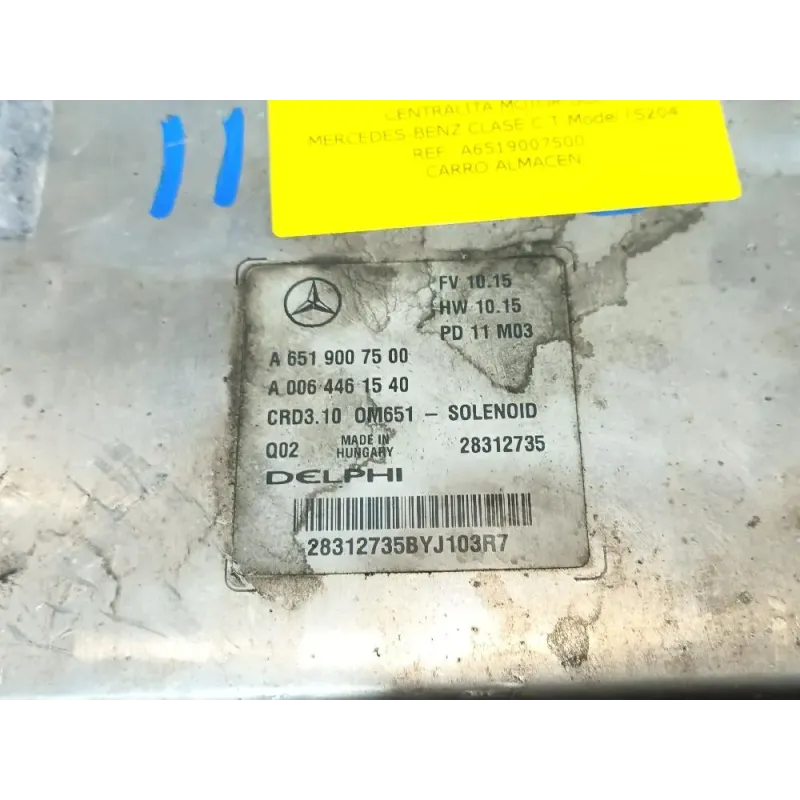 CENTRALITA MOTOR
MERCEDES-BENZ CLASE C T-Model (S204
REF A6519007500
CARRO ALMACEN
FV 10.15
HW 10.15
PD 11 M03
A 651 900 75 00
A 006 446 15 40
CRD3.10 OM651 - SOLENOID
Q02 MADE IN HUNGARY 28312735
DELPHI
28312735BYJ103R7